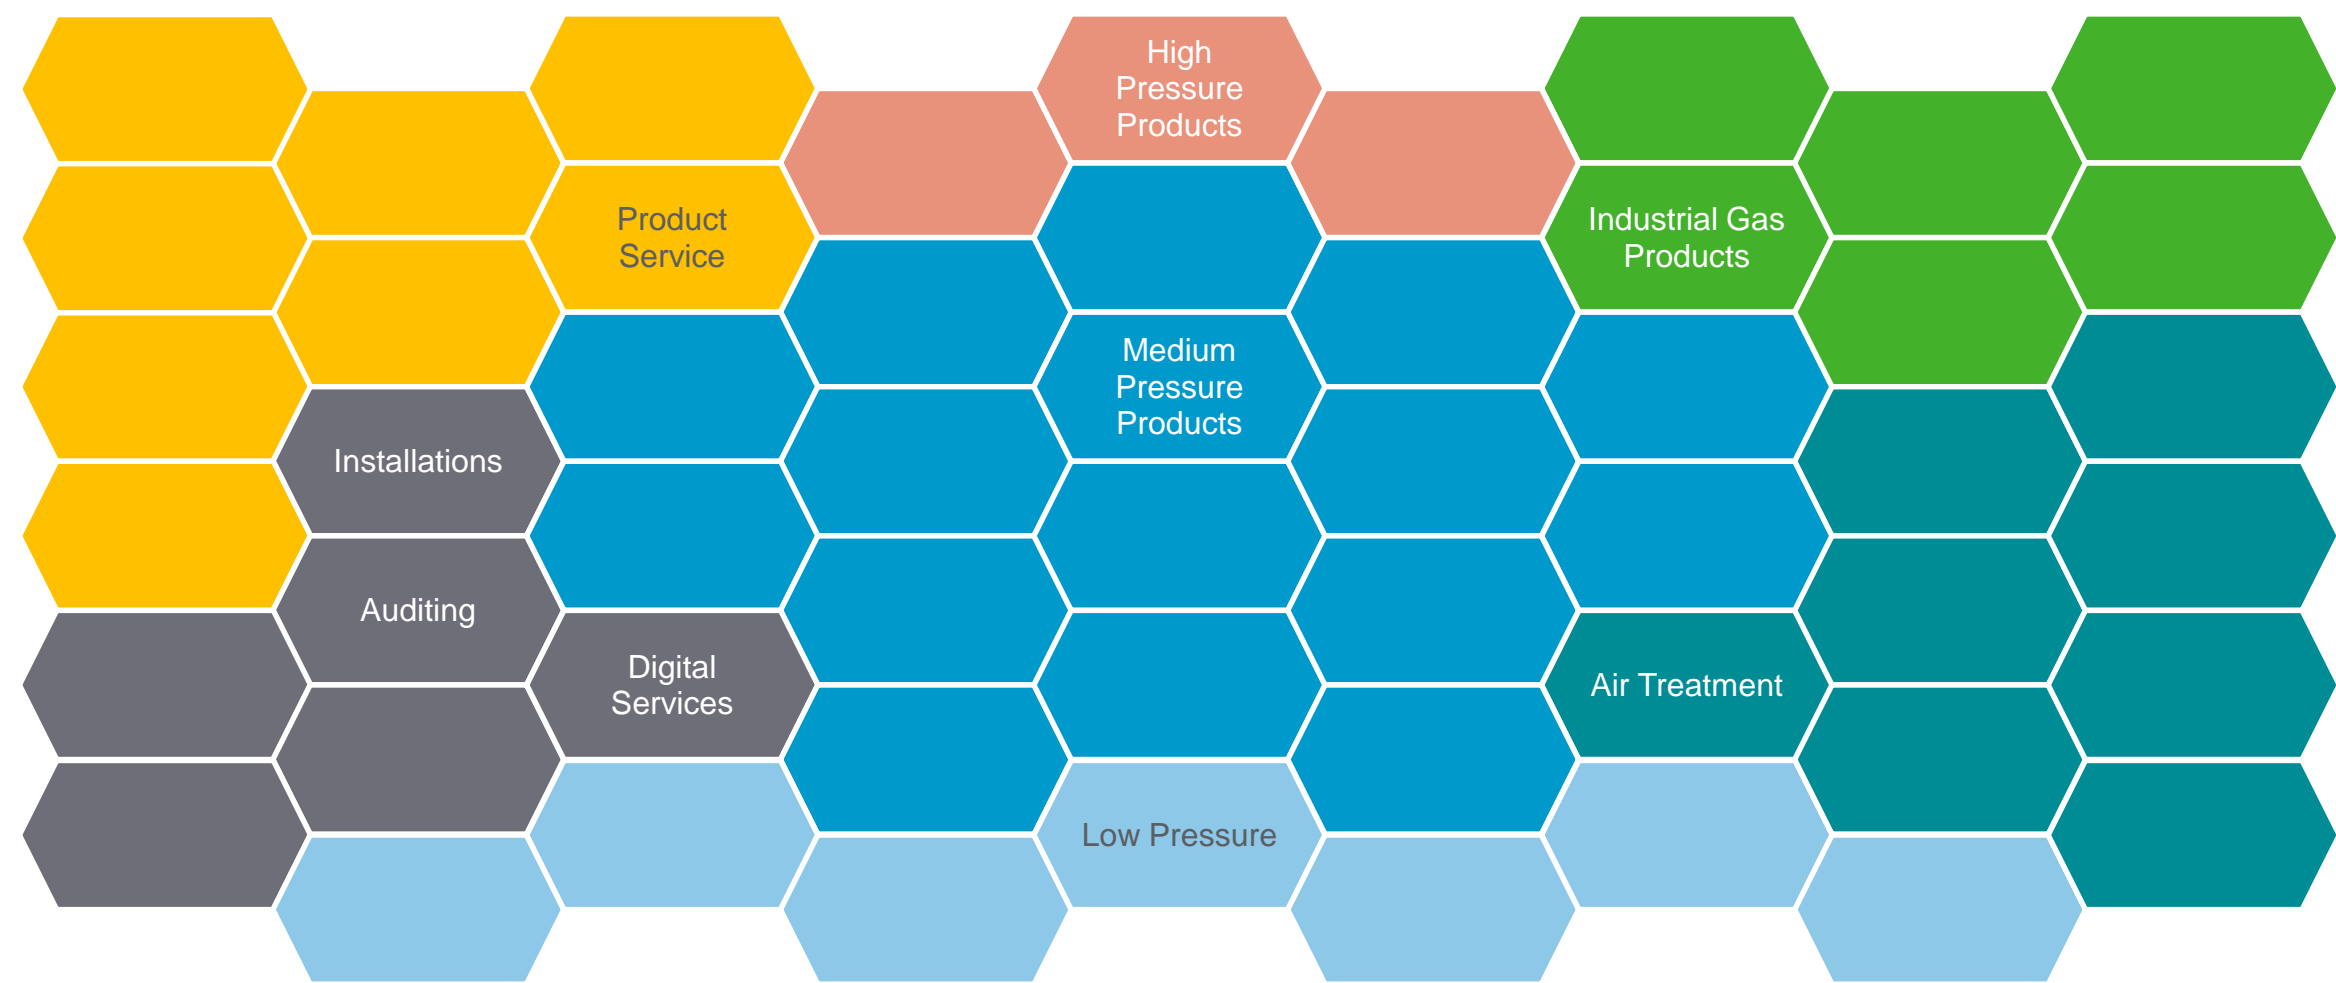 High
Pressure
Products
Product
Service
Industrial Gas
Products
Medium
Pressure
Products
Installations
Auditing
Digital
Services
Air Treatment
Low Pressure